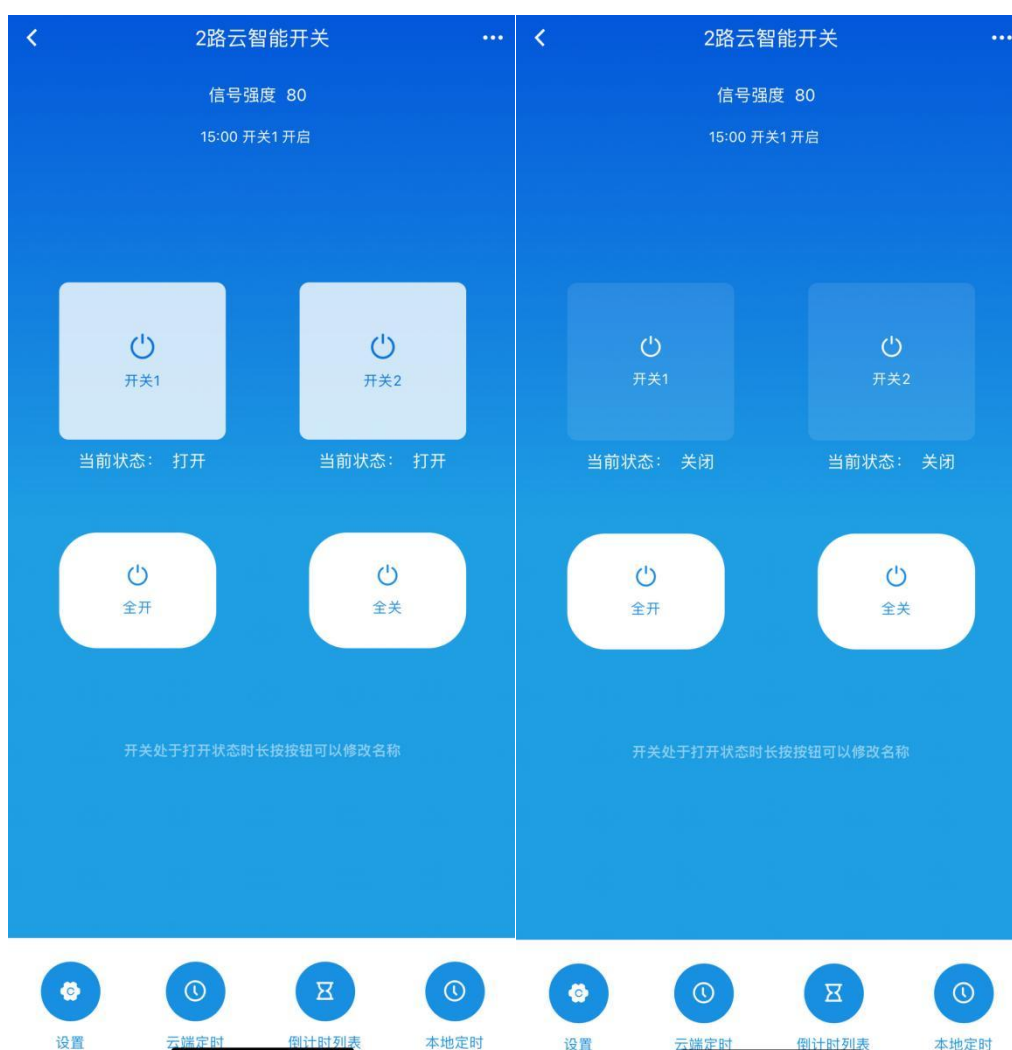 2路云智能开关
信号强度 80
15:00 开关1 开启
开关1
开关2
当前状态： 打开
当前状态： 打开
全开
全关
开关处于打开状态时长按按钮可以修改名称
设置
云端定时
倒计时列表
本地定时
2路云智能开关
信号强度 80
15:00 开关1 开启
开关1
开关2
当前状态： 关闭
当前状态： 关闭
全开
全关
开关处于打开状态时长按按钮可以修改名称
设置
云端定时
倒计时列表
本地定时